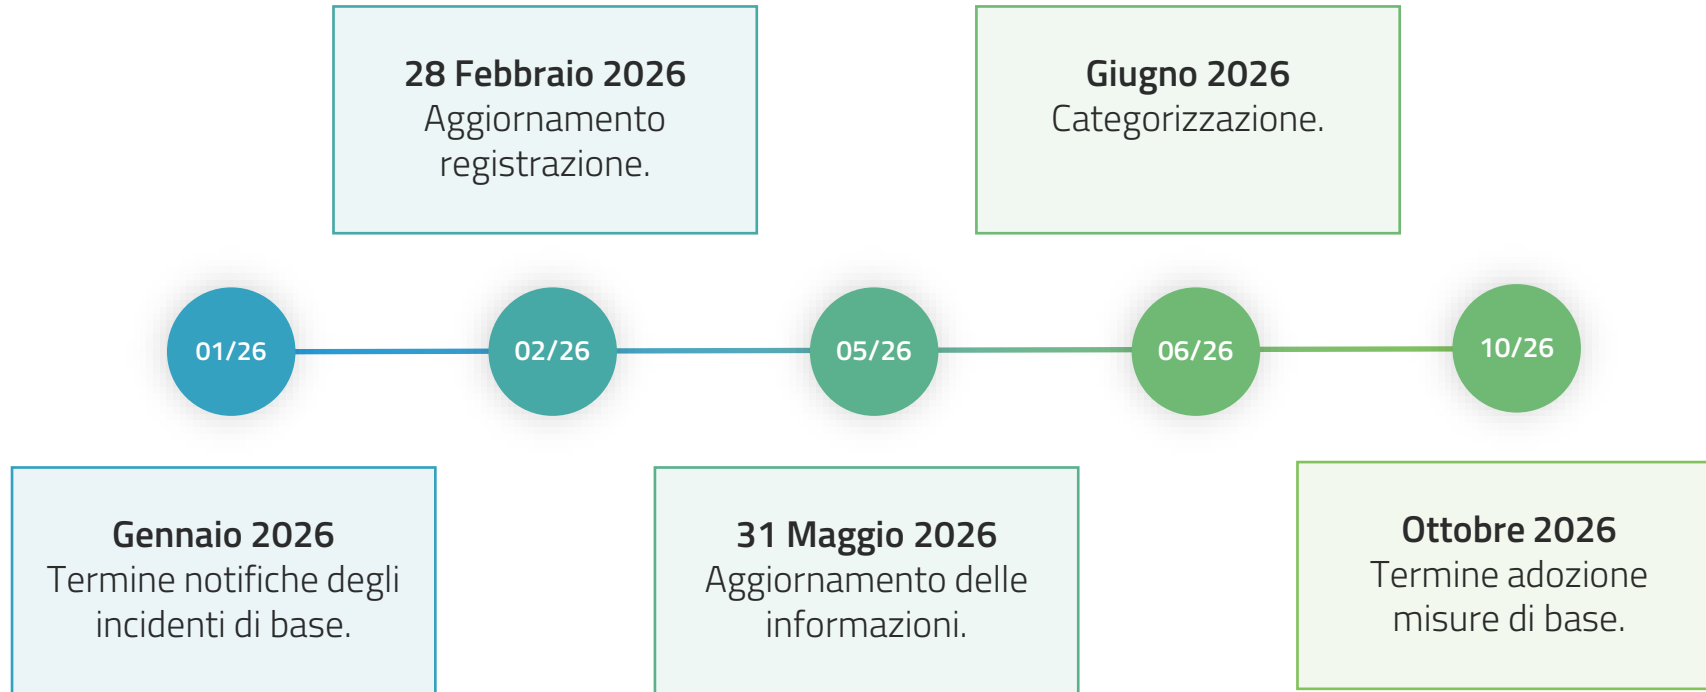 28 Febbraio 2026
Aggiornamento
registrazione.
Giugno 2026
Categorizzazione.
01/26
02/26
05/26
06/26
10/26
Gennaio 2026
Termine notifiche degli
incidenti di base.
31 Maggio 2026
Aggiornamento delle
informazioni.
Ottobre 2026
Termine adozione
misure di base.